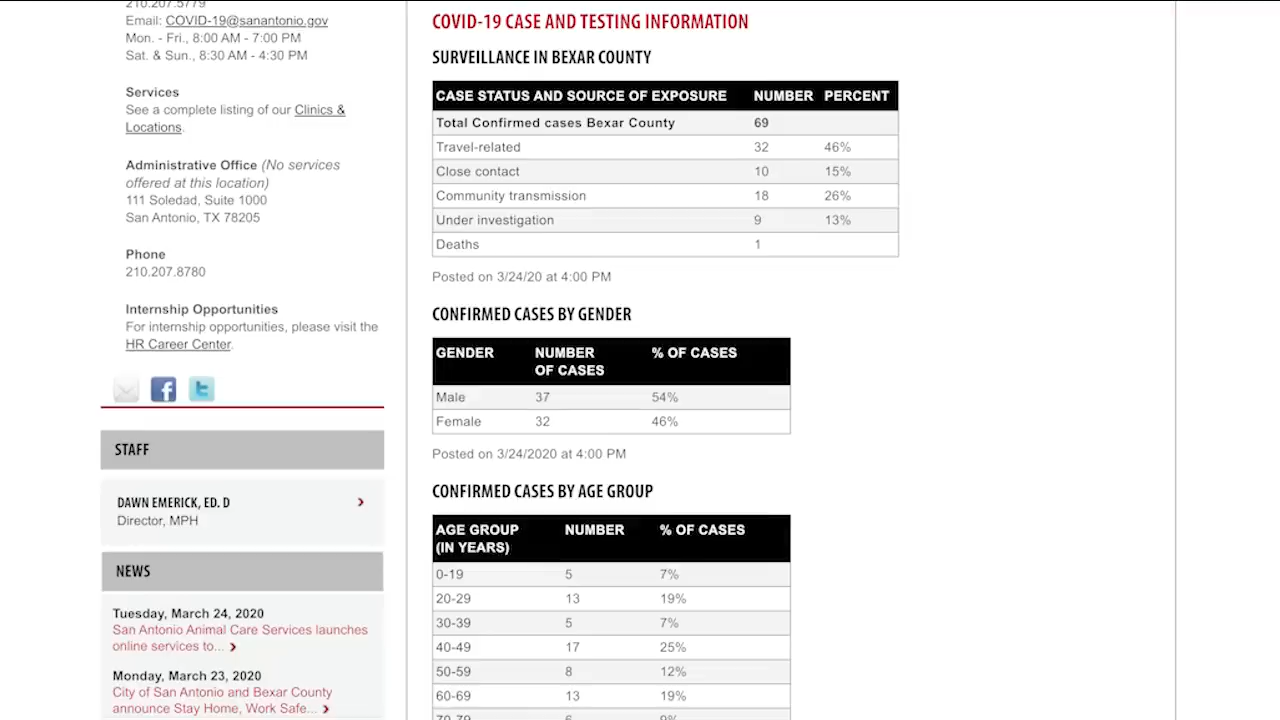 210.207.5779
Email: COVID-19@sanantonio.gov
Mon. - Fri., 8:00 AM - 7:00 PM
Sat. & Sun., 8:30 AM - 4:30 PM
Services
See a complete listing of our Clinics &
Locations.
Administrative Office (No services
offered at this location)
111 Soledad, Suite 1000
San Antonio, TX 78205
Phone
210.207.8780
Internship Opportunities
For internship opportunities, please visit the
HR Career Center.
STAFF
DAWN EMERICK, ED. D
Director, MPH
NEWS
Tuesday, March 24, 2020
San Antonio Animal Care Services launches
online services to...
Monday, March 23, 2020
City of San Antonio and Bexar County
announce Stay Home, Work Safe...
COVID-19 CASE AND TESTING INFORMATION
SURVEILLANCE IN BEXAR COUNTY
CASE STATUS AND SOURCE OF EXPOSURE NUMBER PERCENT
Total Confirmed cases Bexar County 69
Travel-related 32 46%
Close contact 10 15%
Community transmission 18 26%
Under investigation 9 13%
Deaths 1
Posted on 3/24/20 at 4:00 PM
CONFIRMED CASES BY GENDER
GENDER NUMBER % OF CASES
OF CASES
Male 37 54%
Female 32 46%
Posted on 3/24/2020 at 4:00 PM
CONFIRMED CASES BY AGE GROUP
AGE GROUP NUMBER % OF CASES
(IN YEARS)
0-19 5 7%
20-29 13 19%
30-39 5 7%
40-49 17 25%
50-59 8 12%
60-69 13 19%
70-79 6 9%